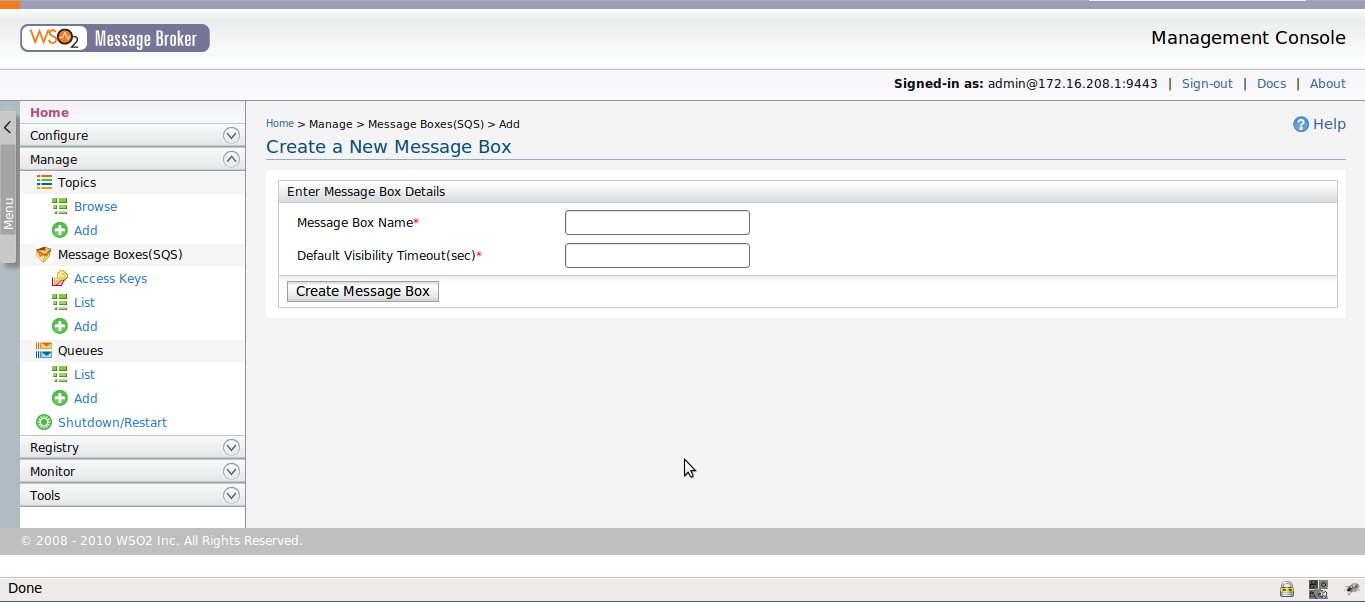 WSO2 Message Broker
Management Console
Signed-in as: admin@172.16.208.1:9443 | Sign-out | Docs | About
Menu
Home
Configure
Manage
Topics
Browse
Add
Message Boxes(SQS)
Access Keys
List
Add
Queues
List
Add
Shutdown/Restart
Registry
Monitor
Tools
Home > Manage > Message Boxes(SQS) > Add
Help
Create a New Message Box
Enter Message Box Details
Message Box Name*
Default Visibility Timeout(sec)*
Create Message Box
© 2008 - 2010 WSO2 Inc. All Rights Reserved.
Done